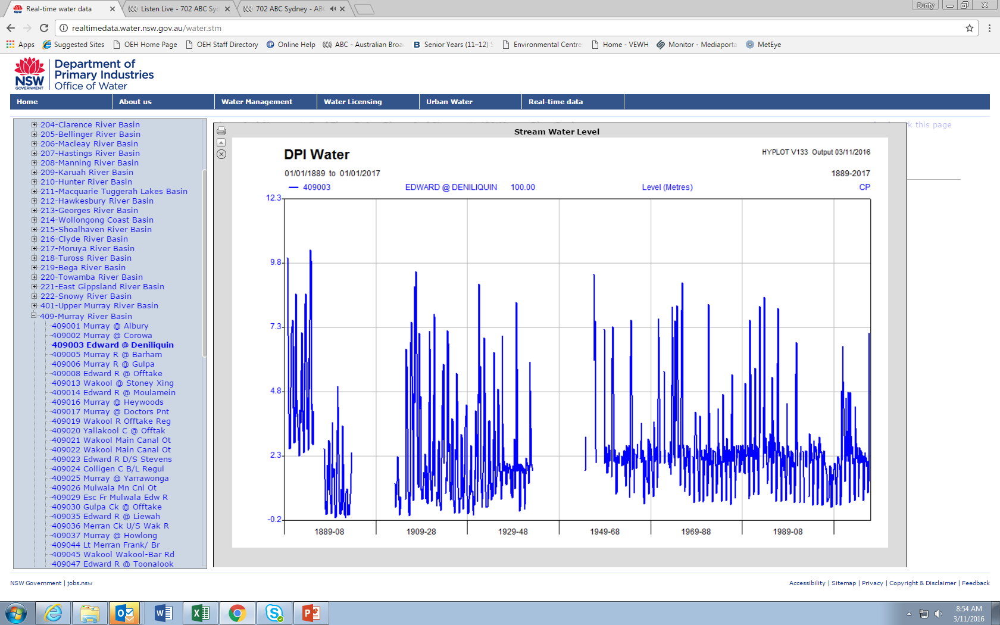 Real-time water data
Listen Live - 702 ABC Syd
702 ABC Sydney - ABC
Bunty
realtimedata.water.nsw.gov.au/water.stm
Apps Suggested Sites OEH Home Page OEH Staff Directory Online Help ABC - Australian Broa Senior Years (11–12) S Environmental Centre Home - VEWH Monitor - Mediaporta MetEye
NSW
GOVERNMENT
Department of
Primary Industries
Office of Water
Home About us Water Management Water Licensing Urban Water Real-time data
204-Clarence River Basin
205-Bellinger River Basin
206-Macleay River Basin
207-Hastings River Basin
208-Manning River Basin
209-Karuah River Basin
210-Hunter River Basin
211-Macquarie Tuggerah Lakes Basin
212-Hawkesbury River Basin
213-Georges River Basin
214-Wollongong Coast Basin
215-Shoalhaven River Basin
216-Clyde River Basin
217-Moruya River Basin
218-Tuross River Basin
219-Bega River Basin
220-Towamba River Basin
221-East Gippsland River Basin
222-Snowy River Basin
401-Upper Murray River Basin
409-Murray River Basin
409001 Murray @ Albury
409002 Murray @ Corowa
409003 Edward @ Deniliquin
409005 Murray R @ Barham
409006 Murray R @ Gulpa
409008 Edward R @ Offtake
409013 Wakool @ Stoney Xing
409014 Edward R @ Moulamein
409016 Murray @ Heywoods
409017 Murray @ Doctors Pnt
409019 Wakool R Offtake Reg
409020 Yallakool C @ Offtak
409021 Wakool Main Canal Ot
409022 Wakool Main Canal Ot
409023 Edward R D/S Stevens
409024 Colligen C B/L Regul
409025 Murray @ Yarrawonga
409026 Mulwala Mn Cnl Ot
409029 Esc Fr Mulwala Edw R
409030 Gulpa Ck @ Offtake
409035 Edward R @ Liewah
409036 Merran Ck U/S Wak R
409037 Murray @ Howlong
409044 Lt Merran Frank/ Br
409045 Wakool Wakool-Bar Rd
409047 Edward R @ Toonalook
k this page
Stream Water Level
DPI Water
HYPLOT V133 Output 03/11/2016
01/01/1889 to 01/01/2017
1889-2017
409003 EDWARD @ DENILIQUIN 100.00 Level (Metres) CP
12.3
9.8
7.3
4.8
2.3
-0.2
1889-08 1909-28 1929-48 1949-68 1969-88 1989-08
NSW Government | jobs.nsw
Accessibility | Sitemap | Privacy | Copyright & Disclaimer | Feedback
8:54 AM
3/11/2016